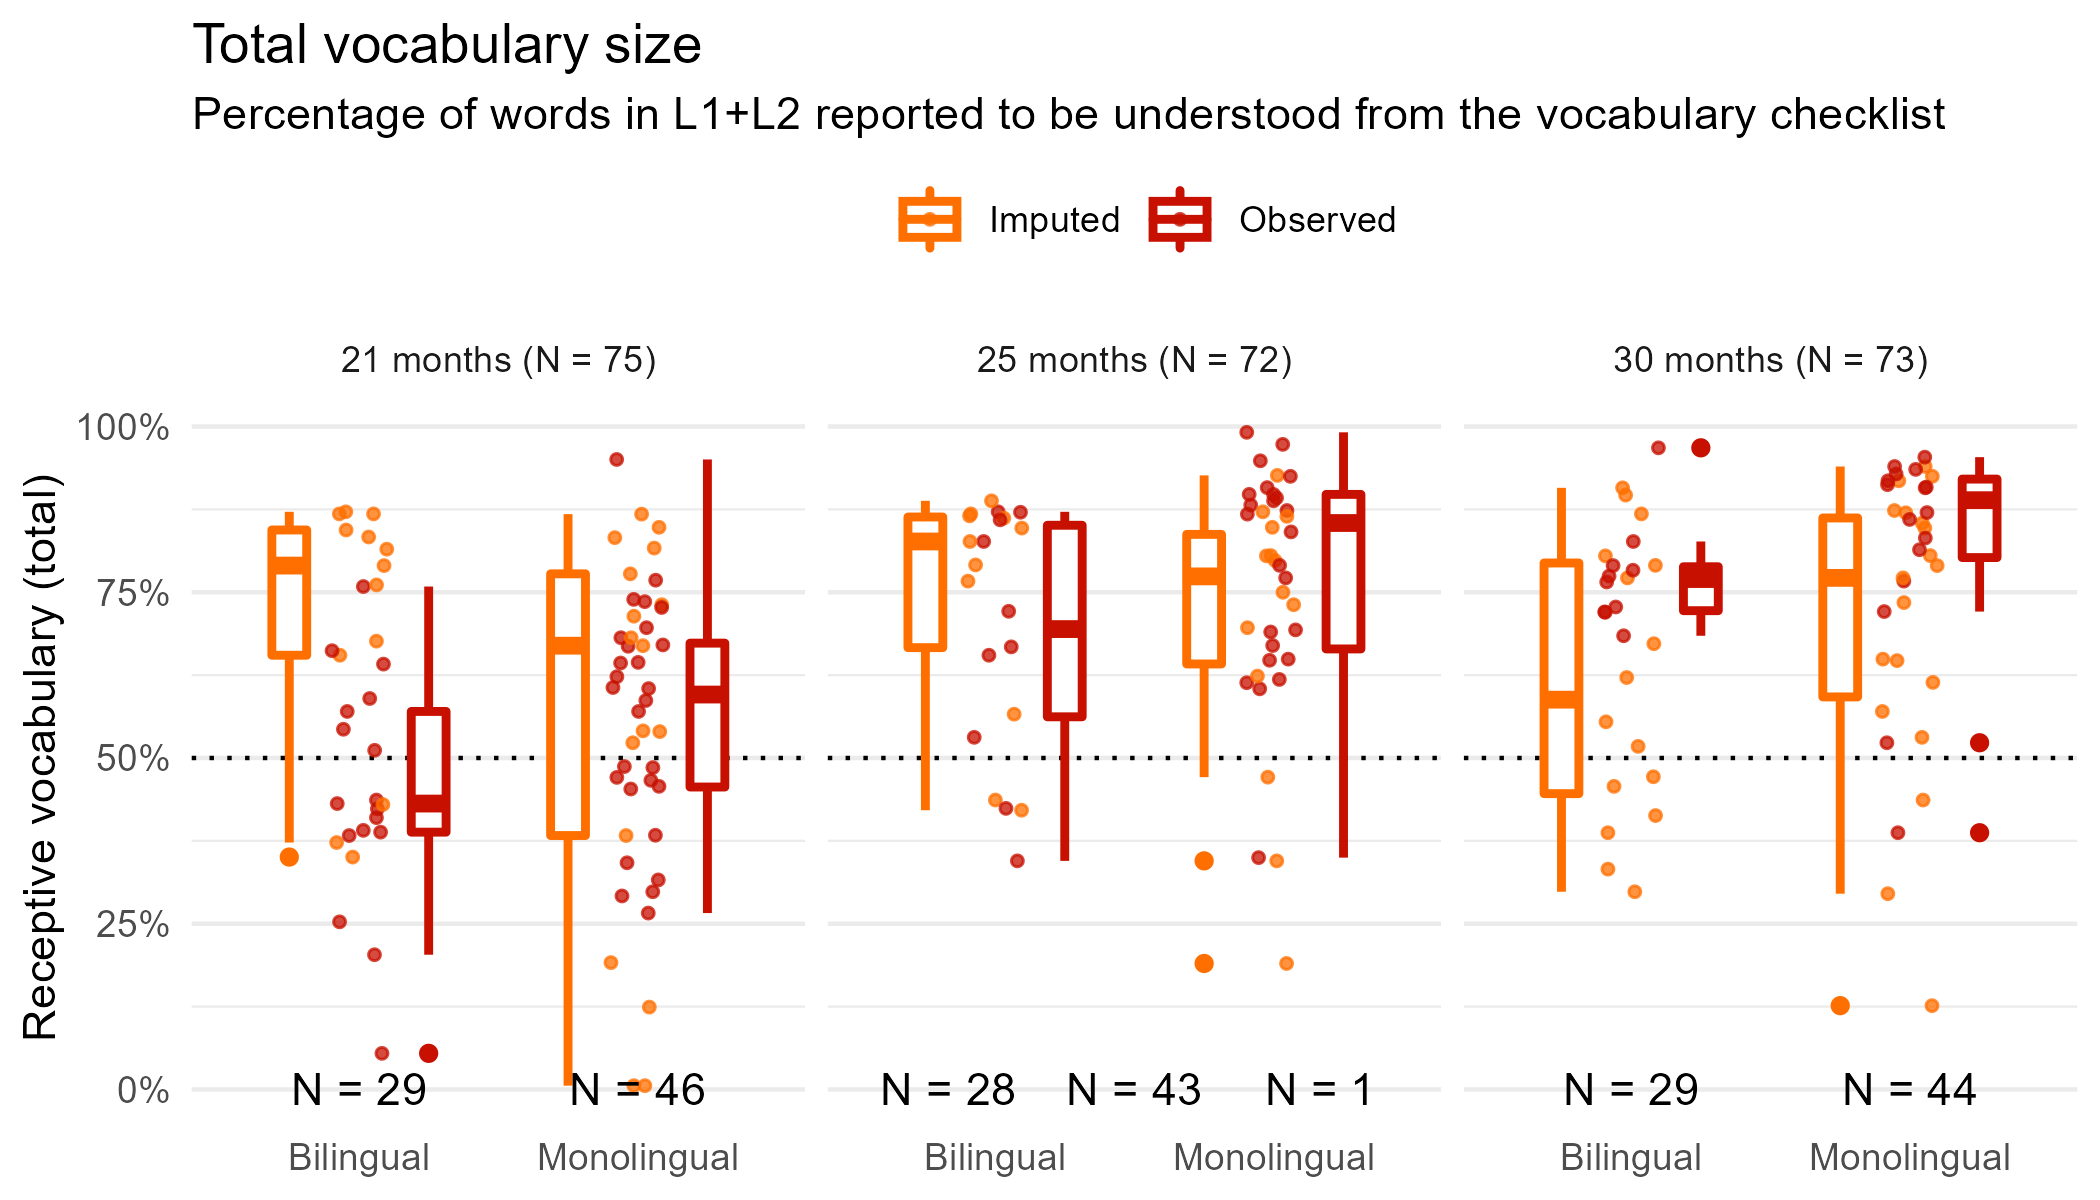 Total vocabulary size
Percentage of words in L1+L2 reported to be understood from the vocabulary checklist
Imputed Observed
21 months (N = 75) 25 months (N = 72) 30 months (N = 73)
Receptive vocabulary (total)
100%
75%
50%
25%
0%
N = 29 N = 46 N = 28 N = 43 N = 1 N = 29 N = 44
Bilingual Monolingual Bilingual Monolingual Bilingual Monolingual